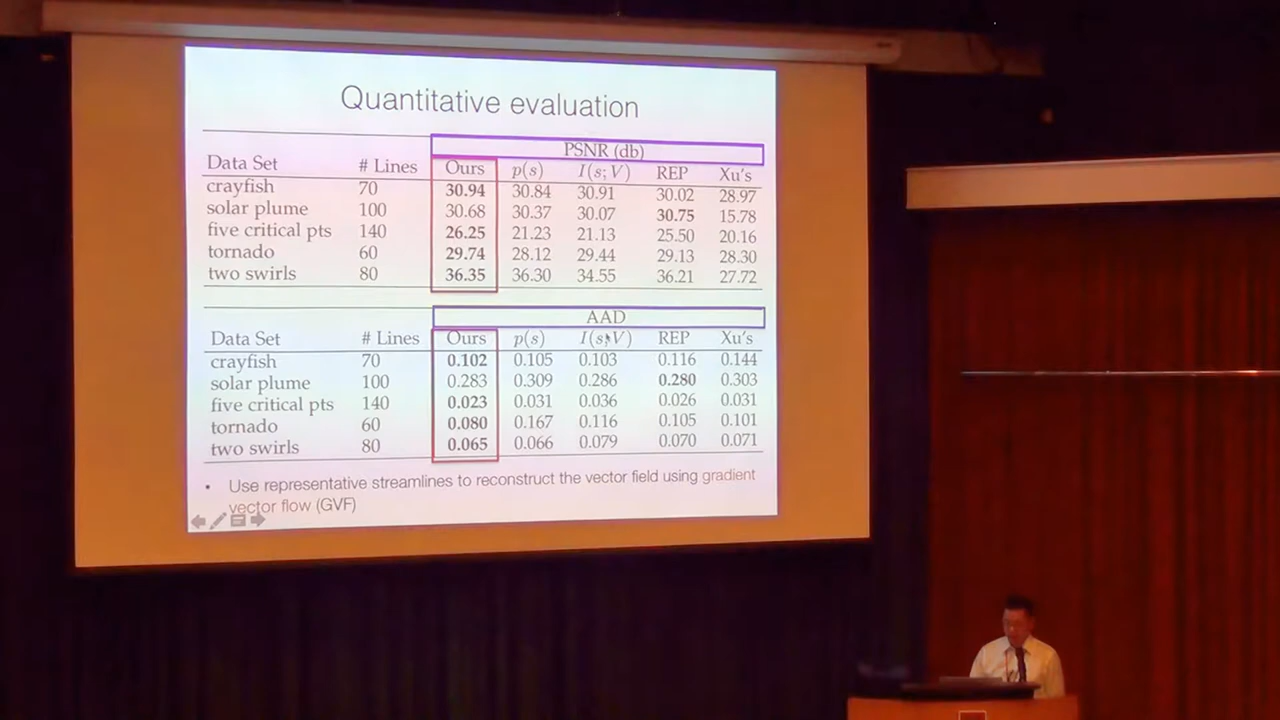 Quantitative evaluation
PSNR (db)
Data Set # Lines Ours p(s) I(s; V) REP Xu's
crayfish 70 30.94 30.84 30.91 30.02 28.97
solar plume 100 30.68 30.37 30.07 30.75 15.78
five critical pts 140 26.25 21.23 21.13 25.50 20.16
tornado 60 29.74 28.12 29.44 29.13 28.30
two swirls 80 36.35 36.30 34.55 36.21 27.72
AAD
Data Set # Lines Ours p(s) I(s; V) REP Xu's
crayfish 70 0.102 0.105 0.103 0.116 0.144
solar plume 100 0.283 0.309 0.286 0.280 0.303
five critical pts 140 0.023 0.031 0.036 0.026 0.031
tornado 60 0.080 0.167 0.116 0.105 0.101
two swirls 80 0.065 0.066 0.079 0.070 0.071
• Use representative streamlines to reconstruct the vector field using gradient
vector flow (GVF)